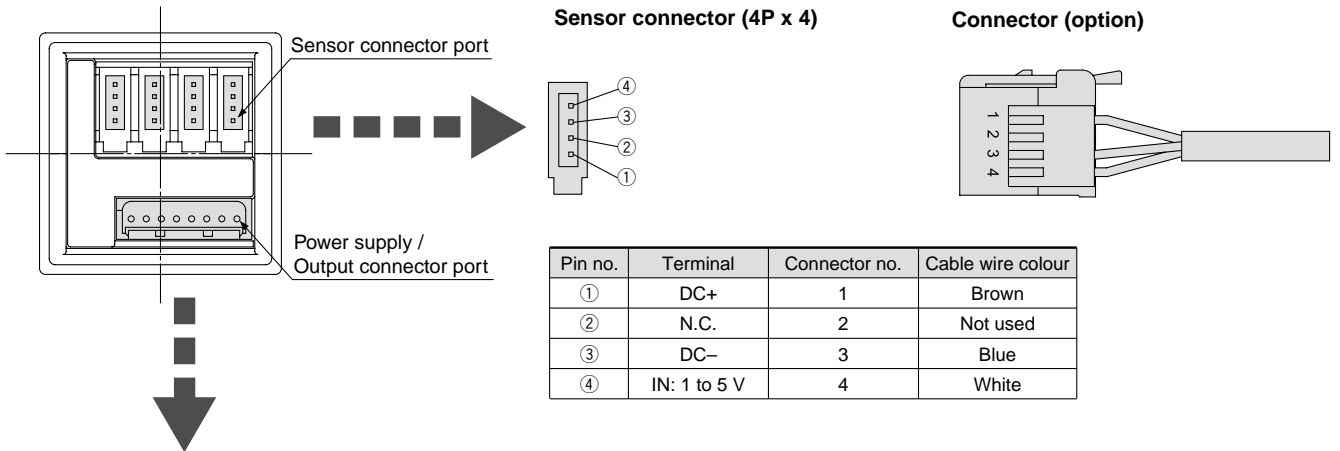 Sensor connector (4P x 4)
Connector (option)
Sensor connector port
④
③
②
①
1
2
3
4
Power supply /
Output connector port
Pin no. Terminal Connector no. Cable wire colour
① DC+ 1 Brown
② N.C. 2 Not used
③ DC– 3 Blue
④ IN: 1 to 5 V 4 White